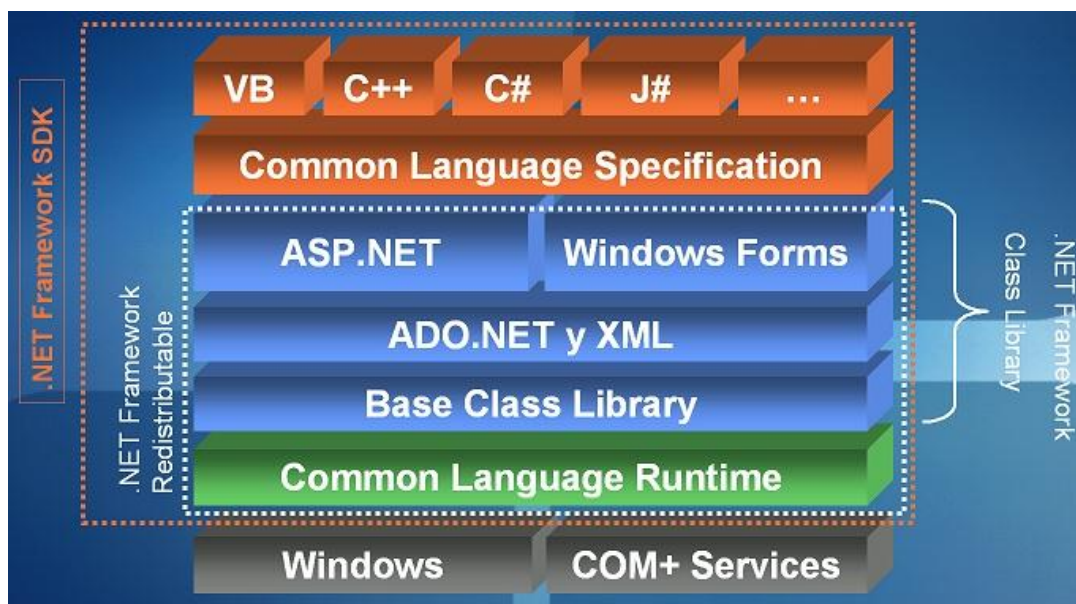 .NET Framework SDK
VB
C++
C#
J#
...
Common Language Specification
ASP.NET
Windows Forms
ADO.NET y XML
Base Class Library
Common Language Runtime
.NET Framework
Redistributable
.NET Framework
Class Library
Windows
COM+ Services